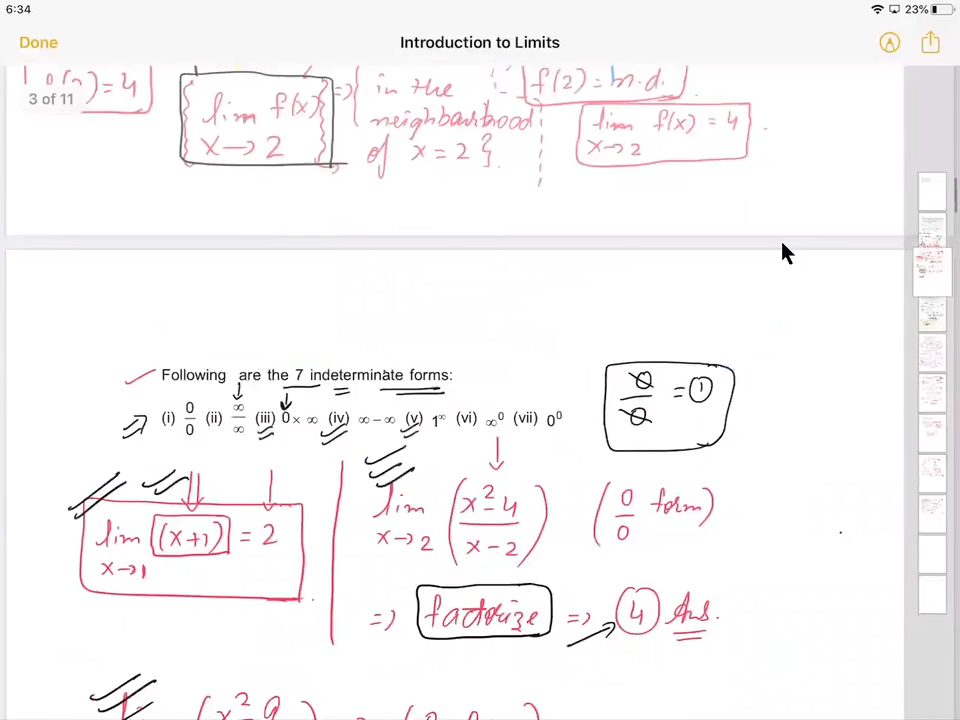 6:34 23%
Done Introduction to Limits
3 of 11
) = 4
lim f(x)
x→2
=> { in the
neighbourhood
of x = 2 }.
f(2) = n.d.
lim f(x) = 4 .
x→2
Following are the 7 indeterminate forms:
(i) 0/0 (ii) ∞/∞ (iii) 0 × ∞ (iv) ∞ – ∞ (v) 1^∞ (vi) ∞^0 (vii) 0^0
0/0 = 1
lim (x+1) = 2
x→1
lim (x²-4 / x-2) (0/0 form)
x→2
=> factorize => 4 Ans.